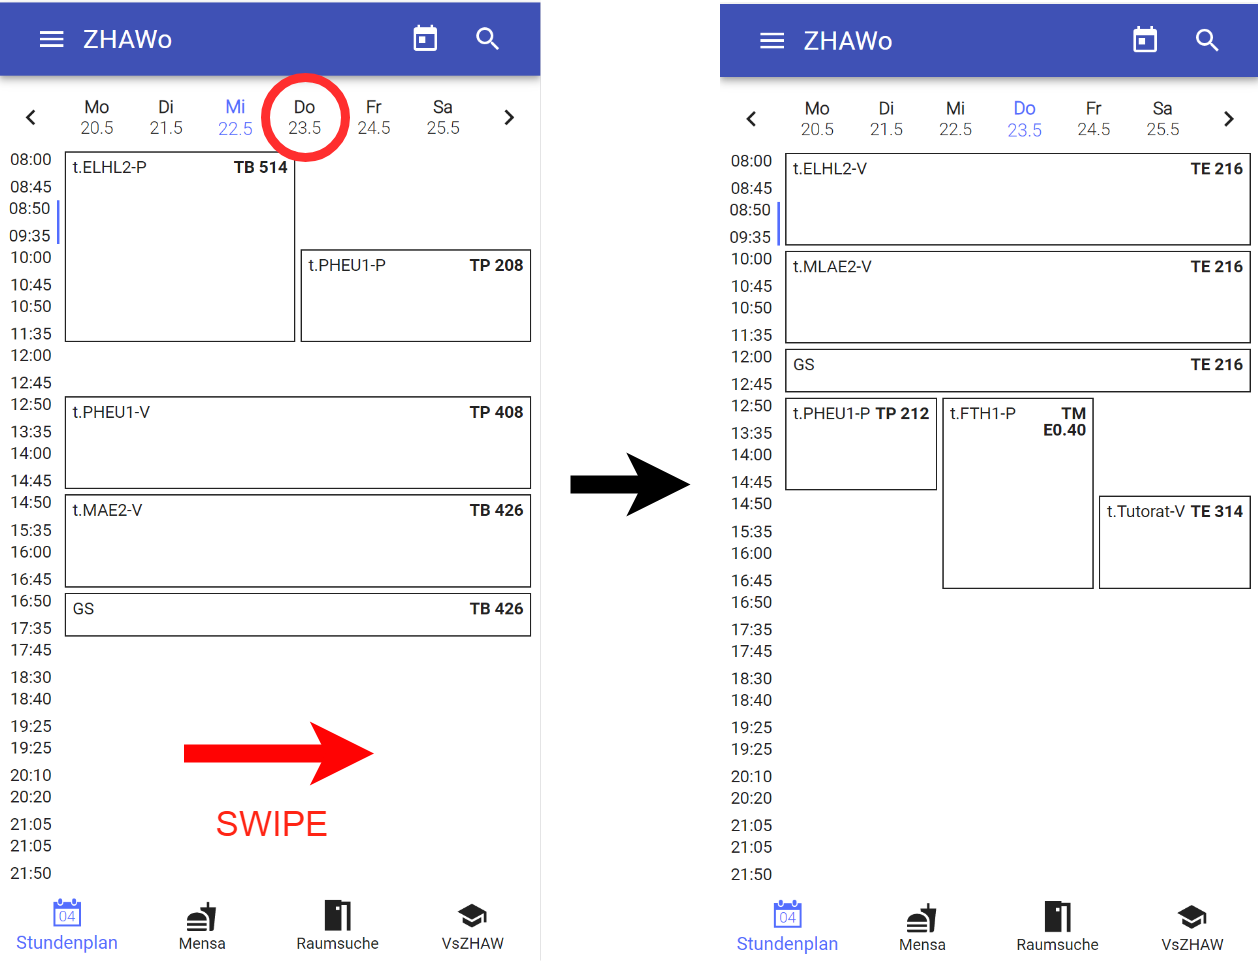 ZHAWo
Mo Di Mi Do Fr Sa
20.5 21.5 22.5 23.5 24.5 25.5
08:00
08:45
08:50
09:35
10:00
10:45
10:50
11:35
12:00
12:45
12:50
13:35
14:00
14:45
14:50
15:35
16:00
16:45
16:50
17:35
17:45
18:30
18:40
19:25
19:25
20:10
20:20
21:05
21:05
21:50
t.ELHL2-P TB 514
t.PHEU1-P TP 208
t.PHEU1-V TP 408
t.MAE2-V TB 426
GS TB 426
SWIPE
04
Stundenplan Mensa Raumsuche VsZHAW
ZHAWo
Mo Di Mi Do Fr Sa
20.5 21.5 22.5 23.5 24.5 25.5
08:00
08:45
08:50
09:35
10:00
10:45
10:50
11:35
12:00
12:45
12:50
13:35
14:00
14:45
14:50
15:35
16:00
16:45
16:50
17:35
17:45
18:30
18:40
19:25
19:25
20:10
20:20
21:05
21:05
21:50
t.ELHL2-V TE 216
t.MLAE2-V TE 216
GS TE 216
t.PHEU1-P TP 212
t.FTH1-P TM
E0.40
t.Tutorat-V TE 314
04
Stundenplan Mensa Raumsuche VsZHAW